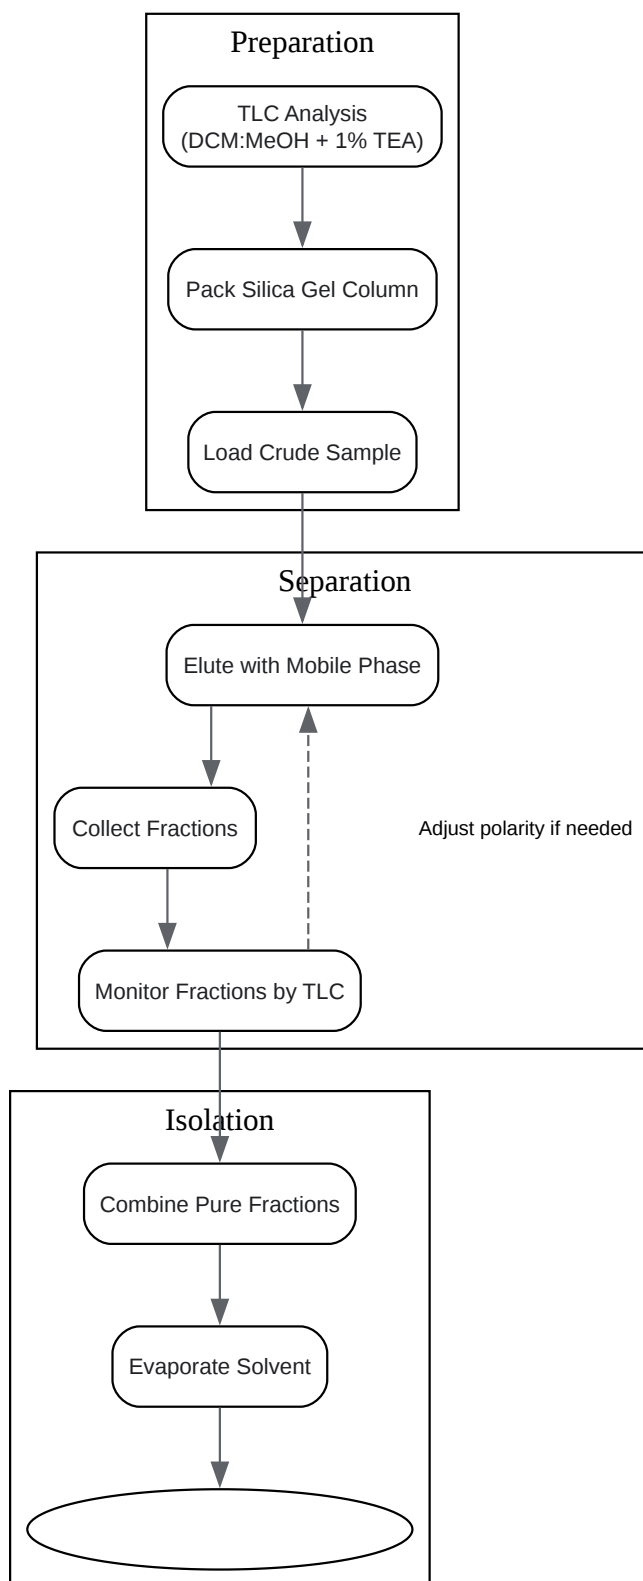 Preparation
TLC Analysis
(DCM:MeOH + 1% TEA)
Pack Silica Gel Column
Load Crude Sample
Separation
Elute with Mobile Phase
Collect Fractions
Adjust polarity if needed
Monitor Fractions by TLC
Isolation
Combine Pure Fractions
Evaporate Solvent